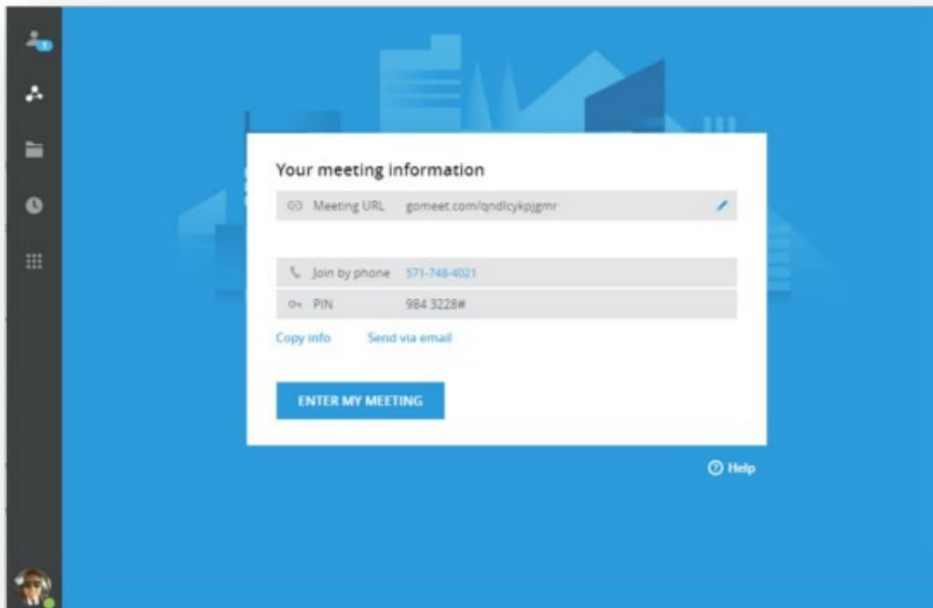 Your meeting information
Meeting URL gomeet.com/qndlcykpjgmr
Join by phone 571-748-4021
PIN 984 3228#
Copy info Send via email
ENTER MY MEETING
? Help